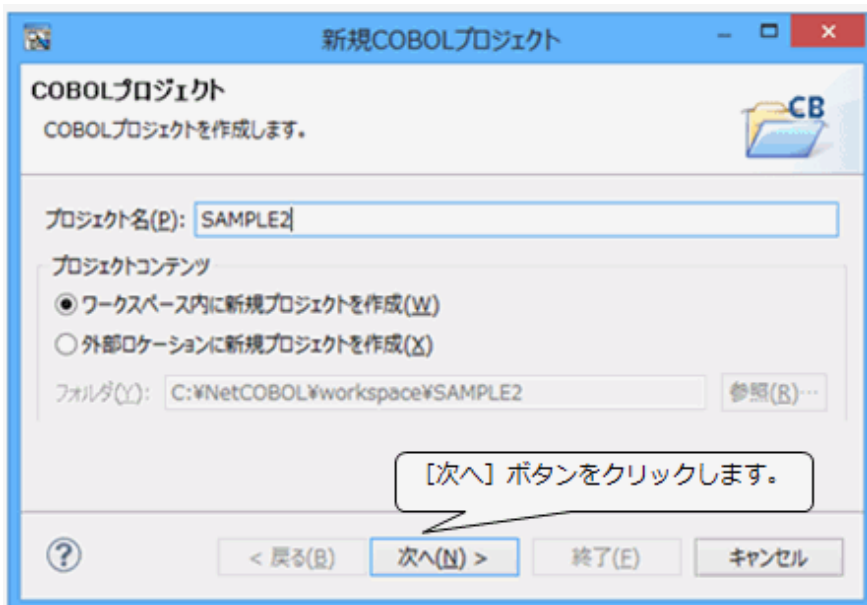 新規COBOLプロジェクト
COBOLプロジェクト
CB
COBOLプロジェクトを作成します。
プロジェクト名(P): SAMPLE2
プロジェクトコンテンツ
ワークスペース内に新規プロジェクトを作成(W)
外部ロケーションに新規プロジェクトを作成(X)
フォルダ(Y): C:¥NetCOBOL¥workspace¥SAMPLE2 参照(R)…
［次へ］ボタンをクリックします。
< 戻る(B) 次へ(N) > 終了(F) キャンセル